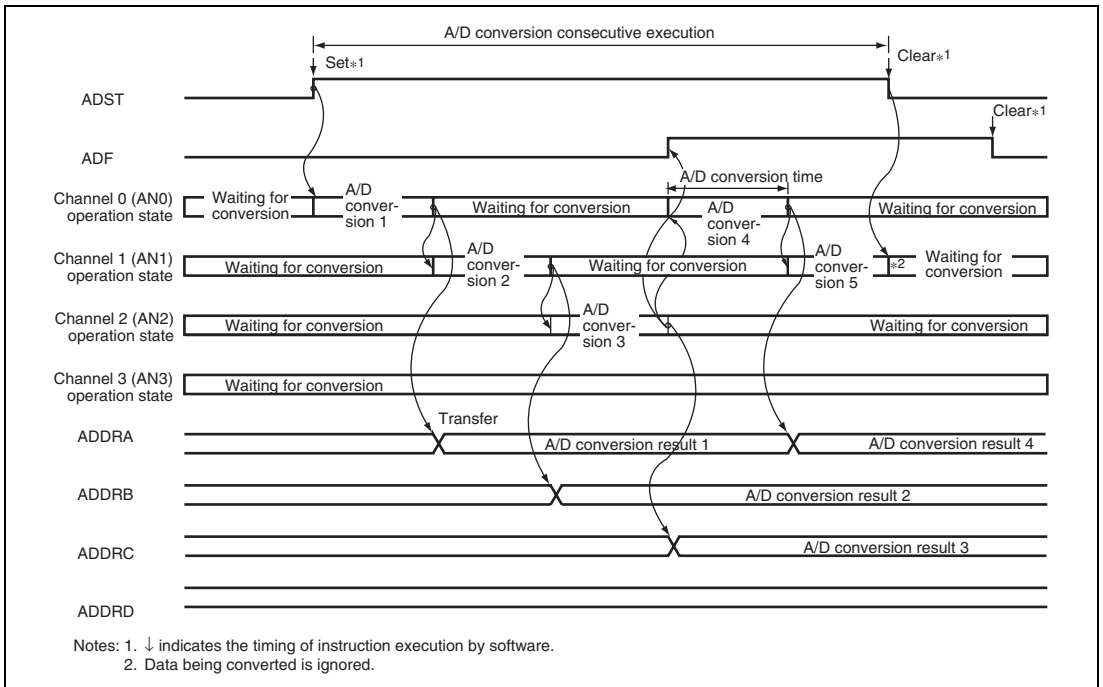 A/D conversion consecutive execution
Set*1
Clear*1
ADST
Clear*1
ADF
A/D conversion time
Channel 0 (AN0)
operation state
Waiting for
conversion
A/D
conver-
sion 1
Waiting for conversion
A/D
conver-
sion 4
Waiting for conversion
Channel 1 (AN1)
operation state
Waiting for conversion
A/D
conver-
sion 2
Waiting for conversion
A/D
conver-
sion 5
*2
Waiting for
conversion
Channel 2 (AN2)
operation state
Waiting for conversion
A/D
conver-
sion 3
Waiting for conversion
Channel 3 (AN3)
operation state
Waiting for conversion
Transfer
ADDRA
A/D conversion result 1
A/D conversion result 4
ADDRB
A/D conversion result 2
ADDRC
A/D conversion result 3
ADDRD
Notes: 1. ↓ indicates the timing of instruction execution by software.
2. Data being converted is ignored.